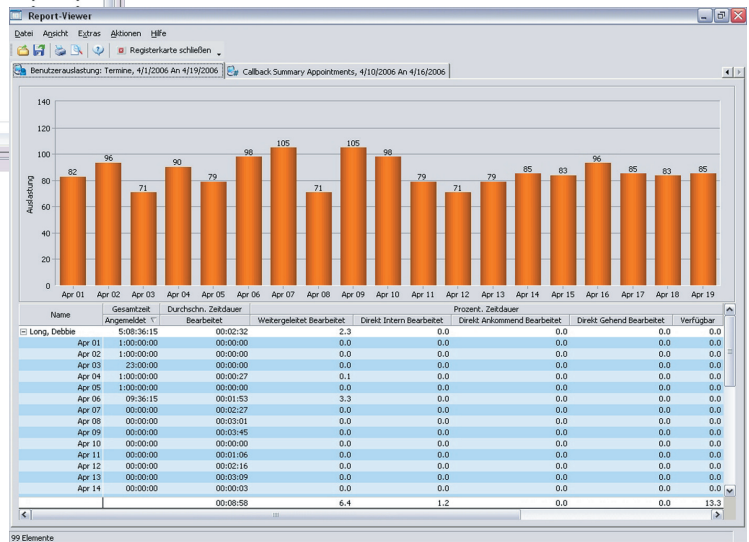 Report-Viewer
Datei Ansicht Extras Aktionen Hilfe
Registerkarte schließen
Benutzerauslastung: Termine, 4/1/2006 An 4/19/2006 Callback Summary Appointments, 4/10/2006 An 4/16/2006
140
120
100
80
60
40
20
0
Auslastung
82 96 71 90 79 98 105 71 105 98 79 71 79 85 83 96 85 83 85
Apr 01 Apr 02 Apr 03 Apr 04 Apr 05 Apr 06 Apr 07 Apr 08 Apr 09 Apr 10 Apr 11 Apr 12 Apr 13 Apr 14 Apr 15 Apr 16 Apr 17 Apr 18 Apr 19
Name Gesamtzeit Durchschn. Zeitdauer Prozent. Zeitdauer
Angemeldet Bearbeitet Weitergeleitet Bearbeitet Direkt Intern Bearbeitet Direkt Ankommend Bearbeitet Direkt Gehend Bearbeitet Verfügbar
Long, Debbie 5:08:36:15 00:02:32 2.3 0.0 0.0 0.0 0.0
Apr 01 1:00:00:00 00:00:00 0.0 0.0 0.0 0.0 0.0
Apr 02 1:00:00:00 00:00:00 0.0 0.0 0.0 0.0 0.0
Apr 03 23:00:00 00:00:00 0.0 0.0 0.0 0.0 0.0
Apr 04 1:00:00:00 00:00:27 0.1 0.0 0.0 0.0 0.0
Apr 05 1:00:00:00 00:00:00 0.0 0.0 0.0 0.0 0.0
Apr 06 09:36:15 00:01:53 3.3 0.0 0.0 0.0 0.0
Apr 07 00:00:00 00:02:27 0.0 0.0 0.0 0.0 0.0
Apr 08 00:00:00 00:03:01 0.0 0.0 0.0 0.0 0.0
Apr 09 00:00:00 00:03:45 0.0 0.0 0.0 0.0 0.0
Apr 10 00:00:00 00:00:00 0.0 0.0 0.0 0.0 0.0
Apr 11 00:00:00 00:01:06 0.0 0.0 0.0 0.0 0.0
Apr 12 00:00:00 00:02:16 0.0 0.0 0.0 0.0 0.0
Apr 13 00:00:00 00:03:09 0.0 0.0 0.0 0.0 0.0
Apr 14 00:00:00 00:00:03 0.0 0.0 0.0 0.0 0.0
00:08:58 6.4 1.2 0.0 0.0 13.3
99 Elemente